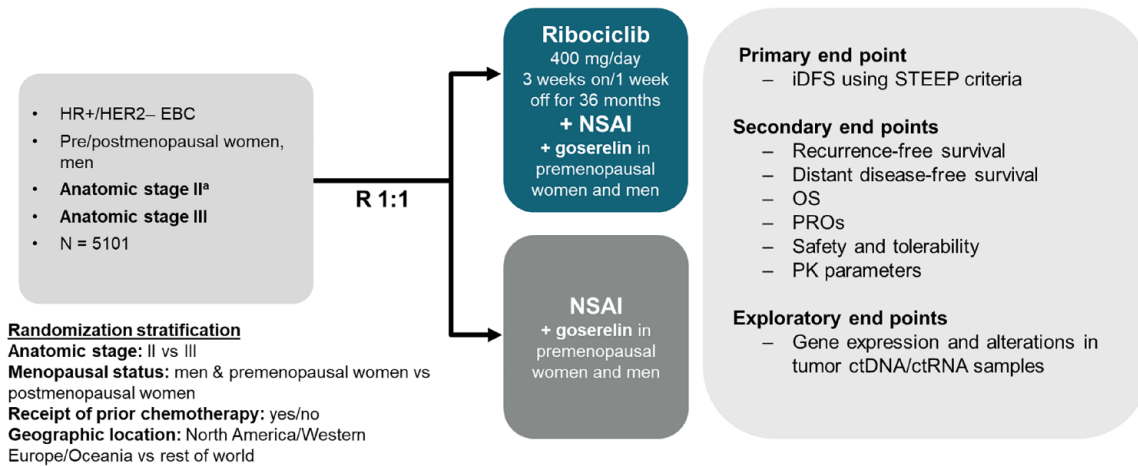 • HR+/HER2– EBC
• Pre/postmenopausal women,
men
• Anatomic stage IIᵃ
• Anatomic stage III
• N = 5101
Randomization stratification
Anatomic stage: II vs III
Menopausal status: men & premenopausal women vs
postmenopausal women
Receipt of prior chemotherapy: yes/no
Geographic location: North America/Western
Europe/Oceania vs rest of world
R 1:1
Ribociclib
400 mg/day
3 weeks on/1 week
off for 36 months
+ NSAI
+ goserelin in
premenopausal
women and men
NSAI
+ goserelin in
premenopausal
women and men
Primary end point
– iDFS using STEEP criteria
Secondary end points
– Recurrence-free survival
– Distant disease-free survival
– OS
– PROs
– Safety and tolerability
– PK parameters
Exploratory end points
– Gene expression and alterations in
tumor ctDNA/ctRNA samples